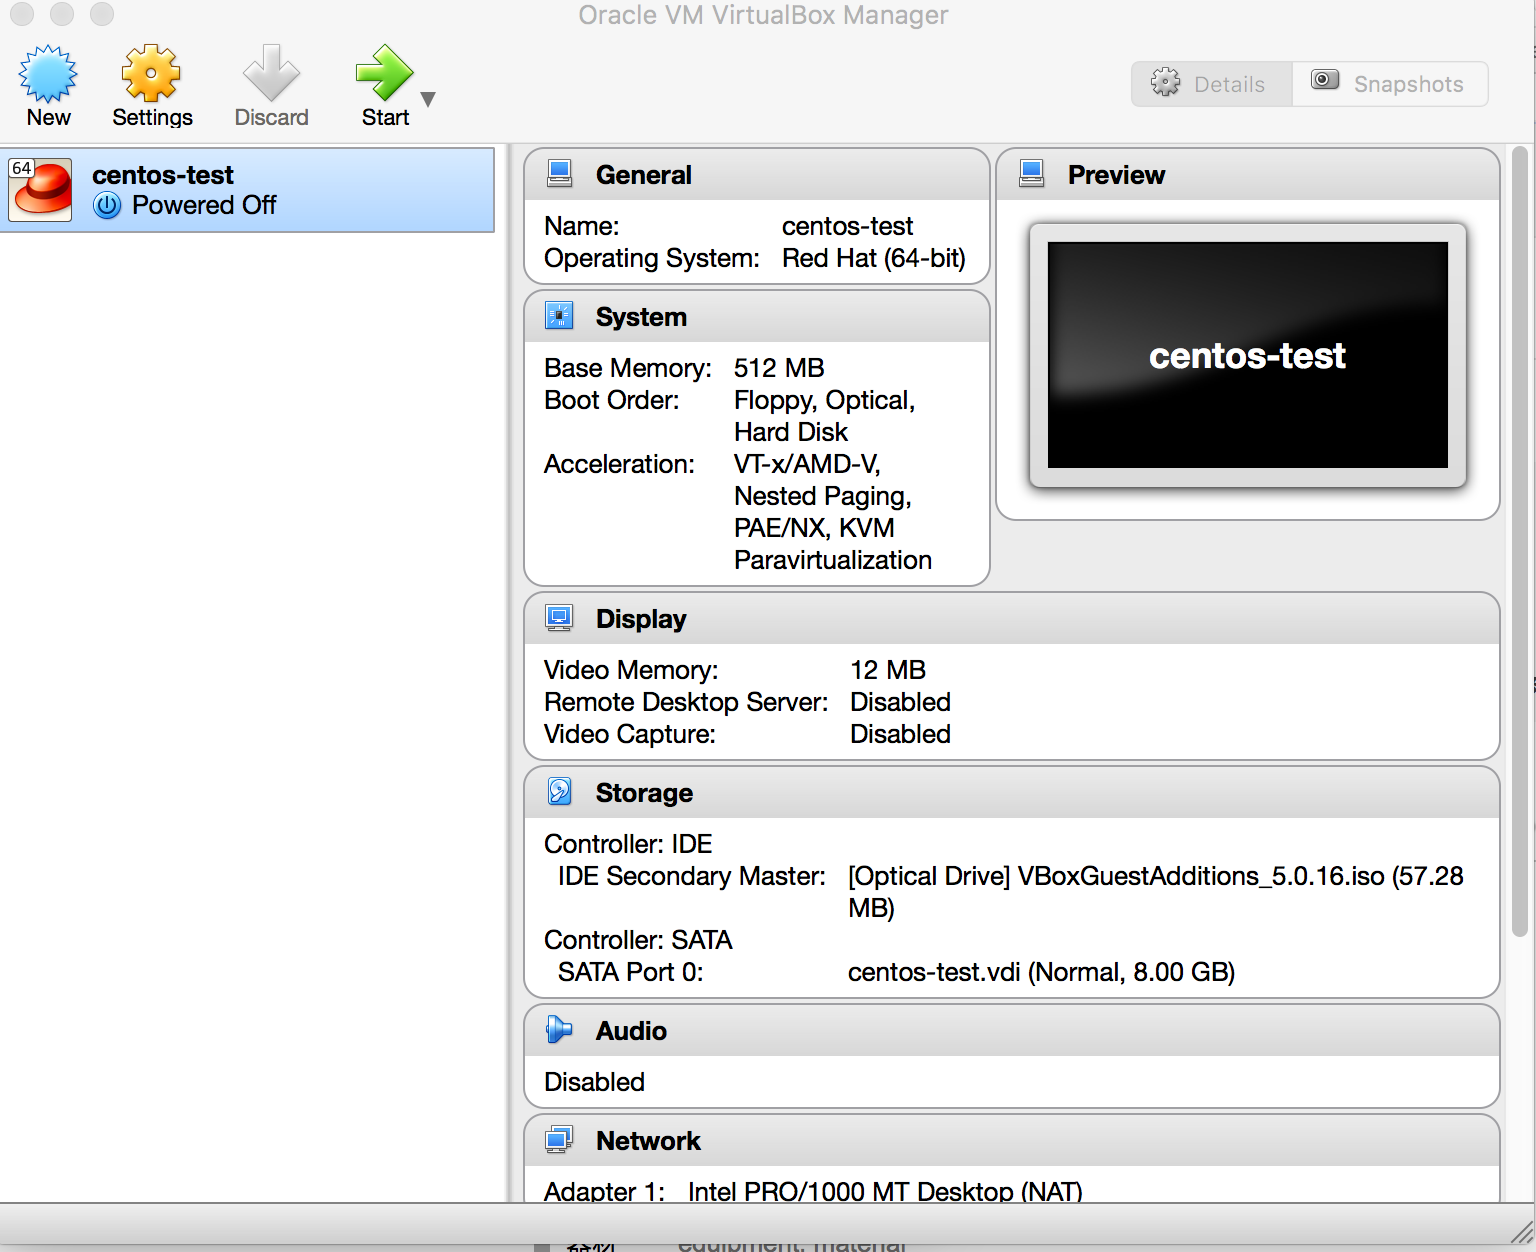 Oracle VM VirtualBox Manager
New
Settings
Discard
Start
Details
Snapshots
64
centos-test
Powered Off
General
Name: centos-test
Operating System: Red Hat (64-bit)
Preview
centos-test
System
Base Memory: 512 MB
Boot Order: Floppy, Optical,
Hard Disk
Acceleration: VT-x/AMD-V,
Nested Paging,
PAE/NX, KVM
Paravirtualization
Display
Video Memory: 12 MB
Remote Desktop Server: Disabled
Video Capture: Disabled
Storage
Controller: IDE
IDE Secondary Master: [Optical Drive] VBoxGuestAdditions_5.0.16.iso (57.28
MB)
Controller: SATA
SATA Port 0: centos-test.vdi (Normal, 8.00 GB)
Audio
Disabled
Network
Adapter 1: Intel PRO/1000 MT Desktop (NAT)
equipment, material